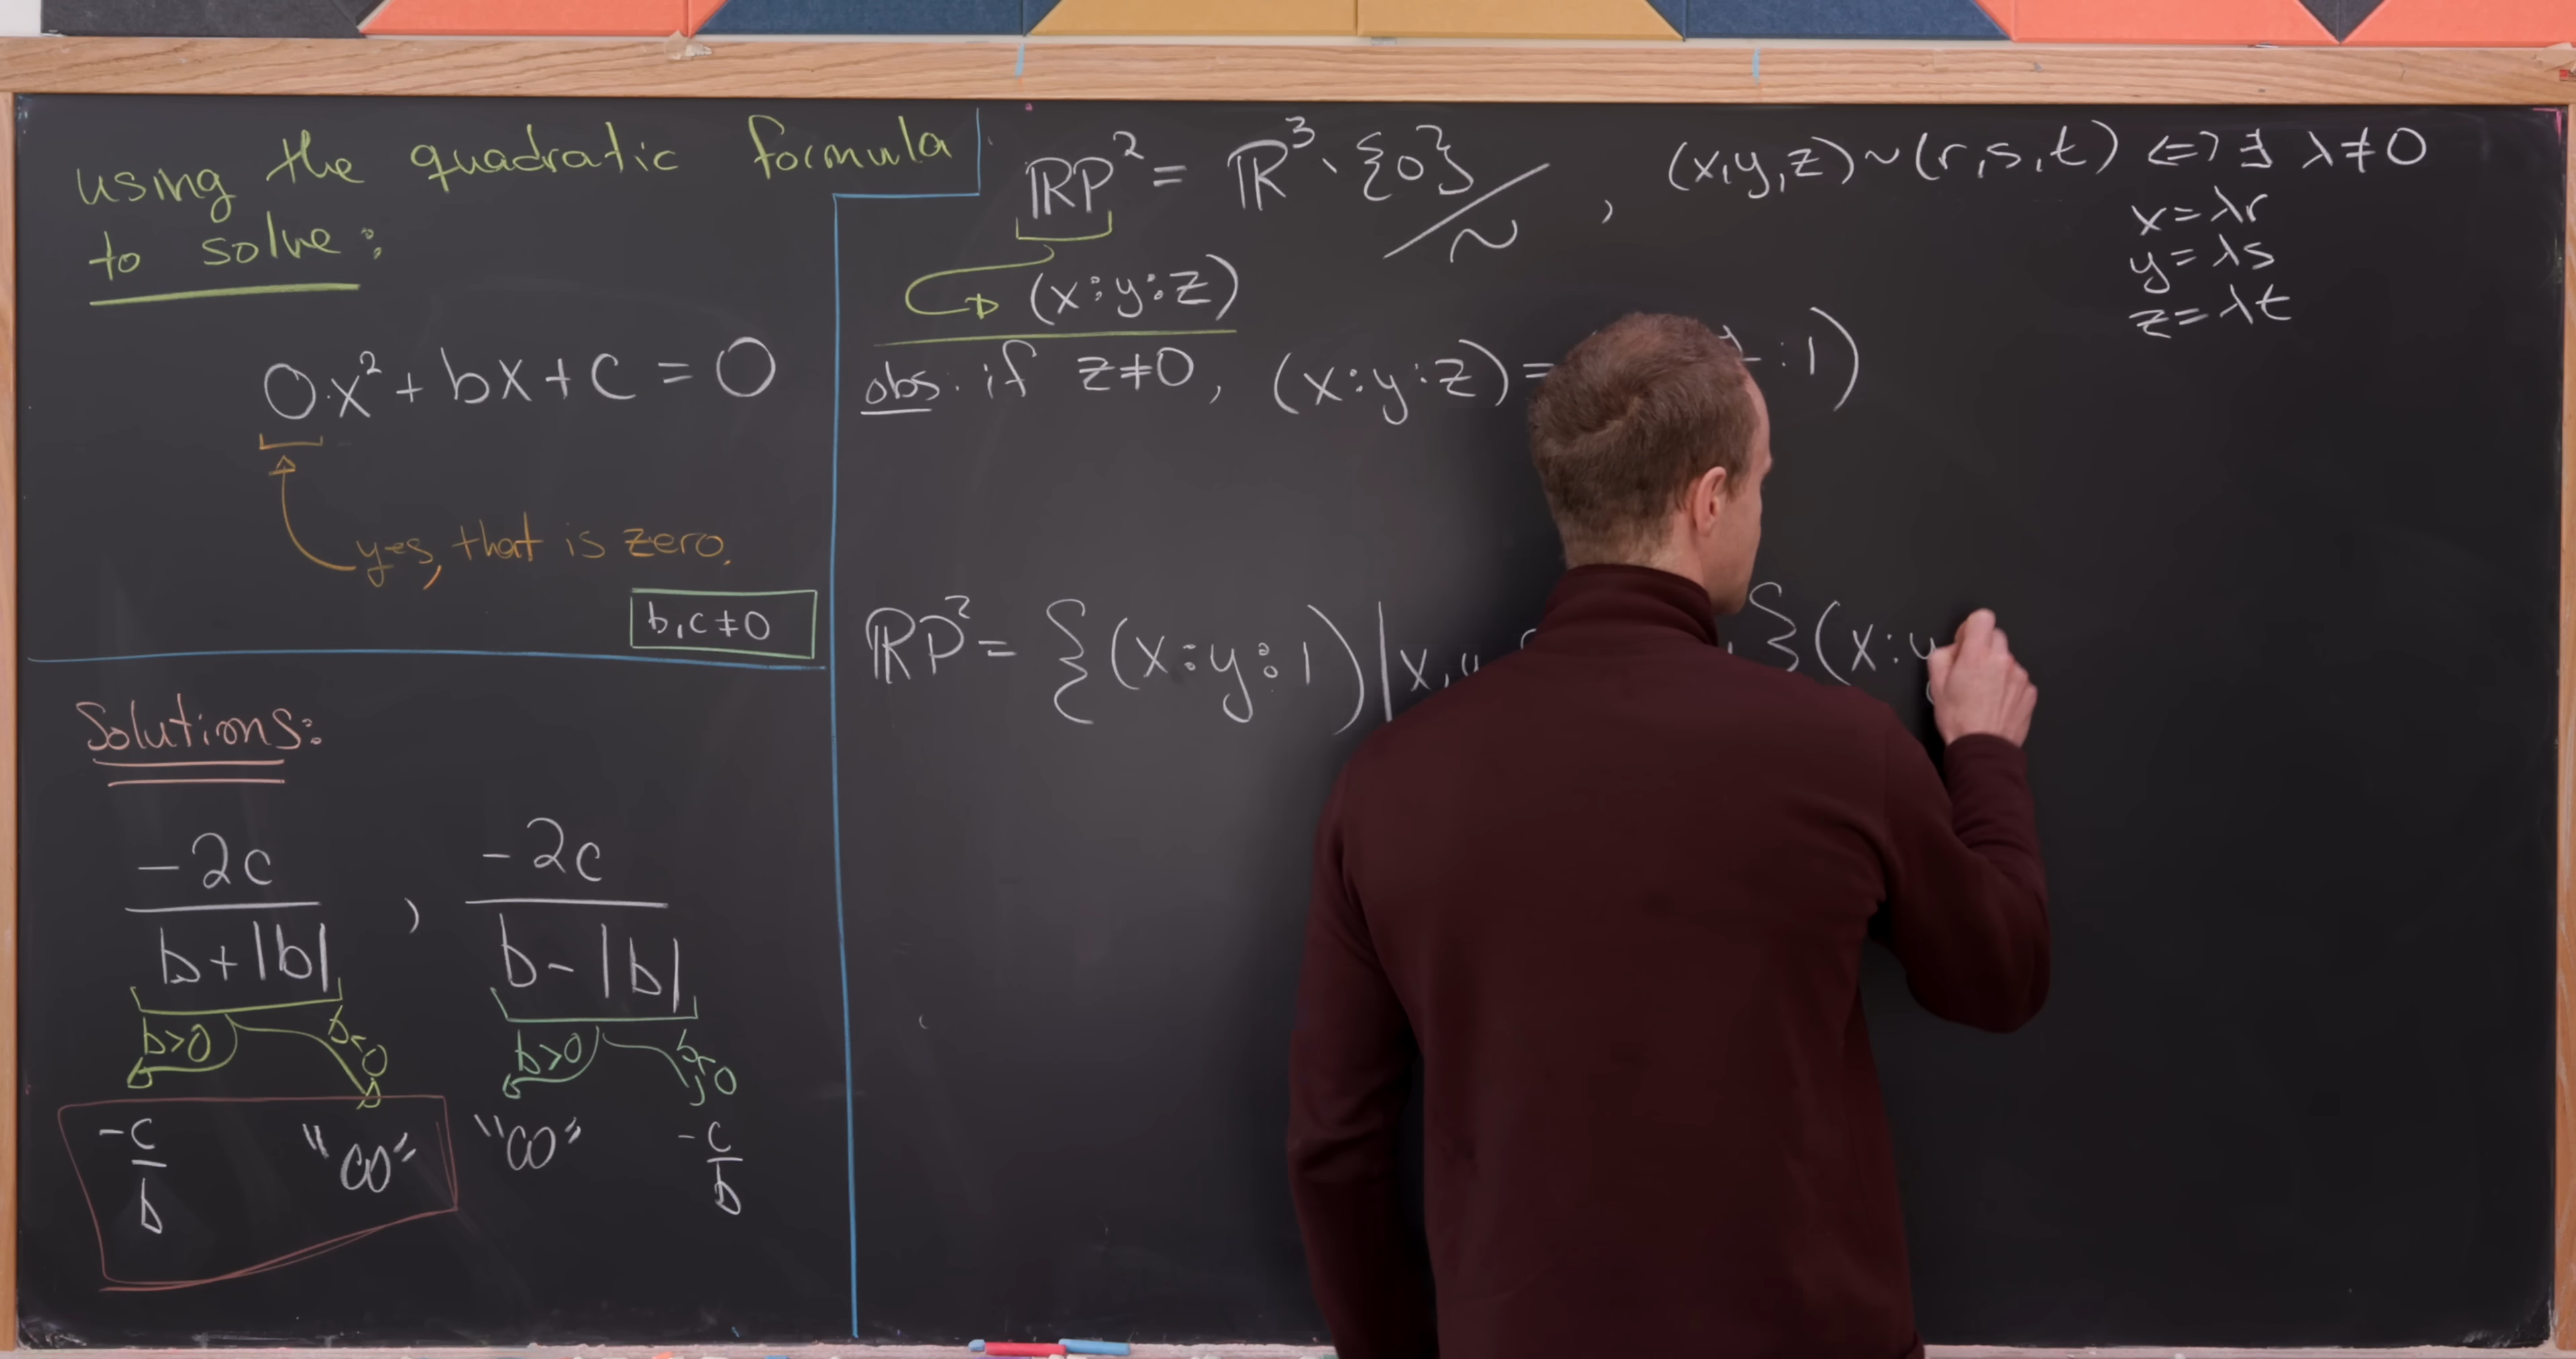 using the quadratic formula
to solve:
0·x² + bx + c = 0
yes, that is zero.
b, c ≠ 0
Solutions:
-2c / b+|b| , -2c / b-|b|
b>0 b<0 b>0 b<0
-c/b "∞" "∞" -c/b
ℝP² = ℝ³ \ {0} / ~ , (x,y,z) ~ (r,s,t) ⇔ ∃ λ ≠ 0
x = λr
y = λs
z = λt
(x:y:z)
obs: if z ≠ 0, (x:y:z) = : 1)
ℝP² = {(x:y:1) | x, y {(x:y